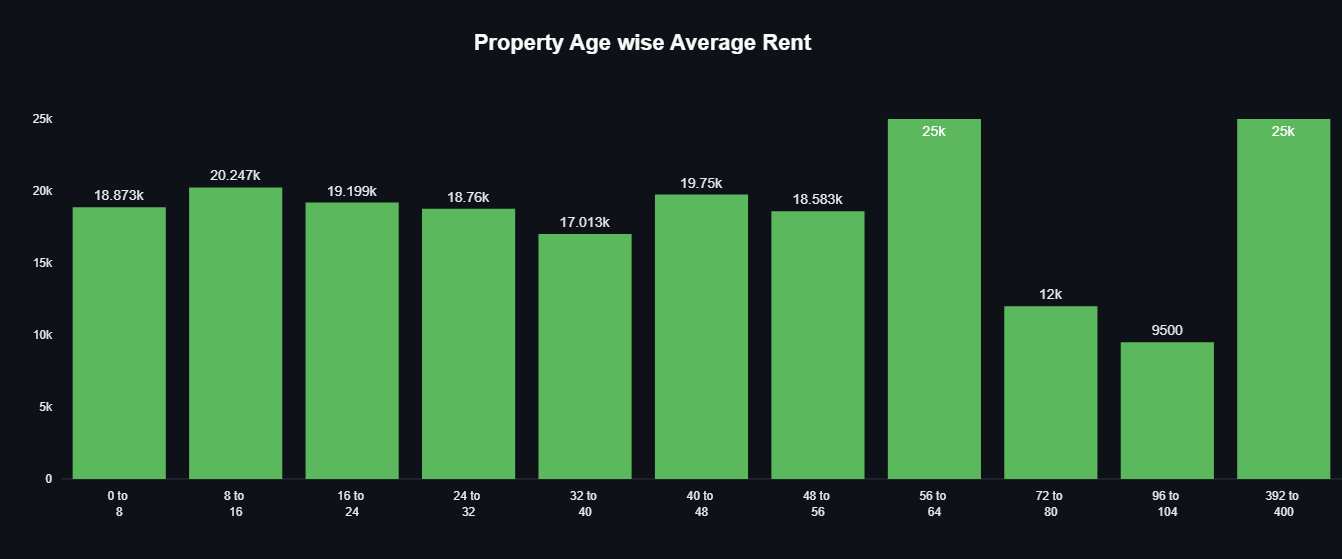 Property Age wise Average Rent
25k
20k
15k
10k
5k
0
18.873k
20.247k
19.199k
18.76k
17.013k
19.75k
18.583k
25k
12k
9500
25k
0 to
8
8 to
16
16 to
24
24 to
32
32 to
40
40 to
48
48 to
56
56 to
64
72 to
80
96 to
104
392 to
400